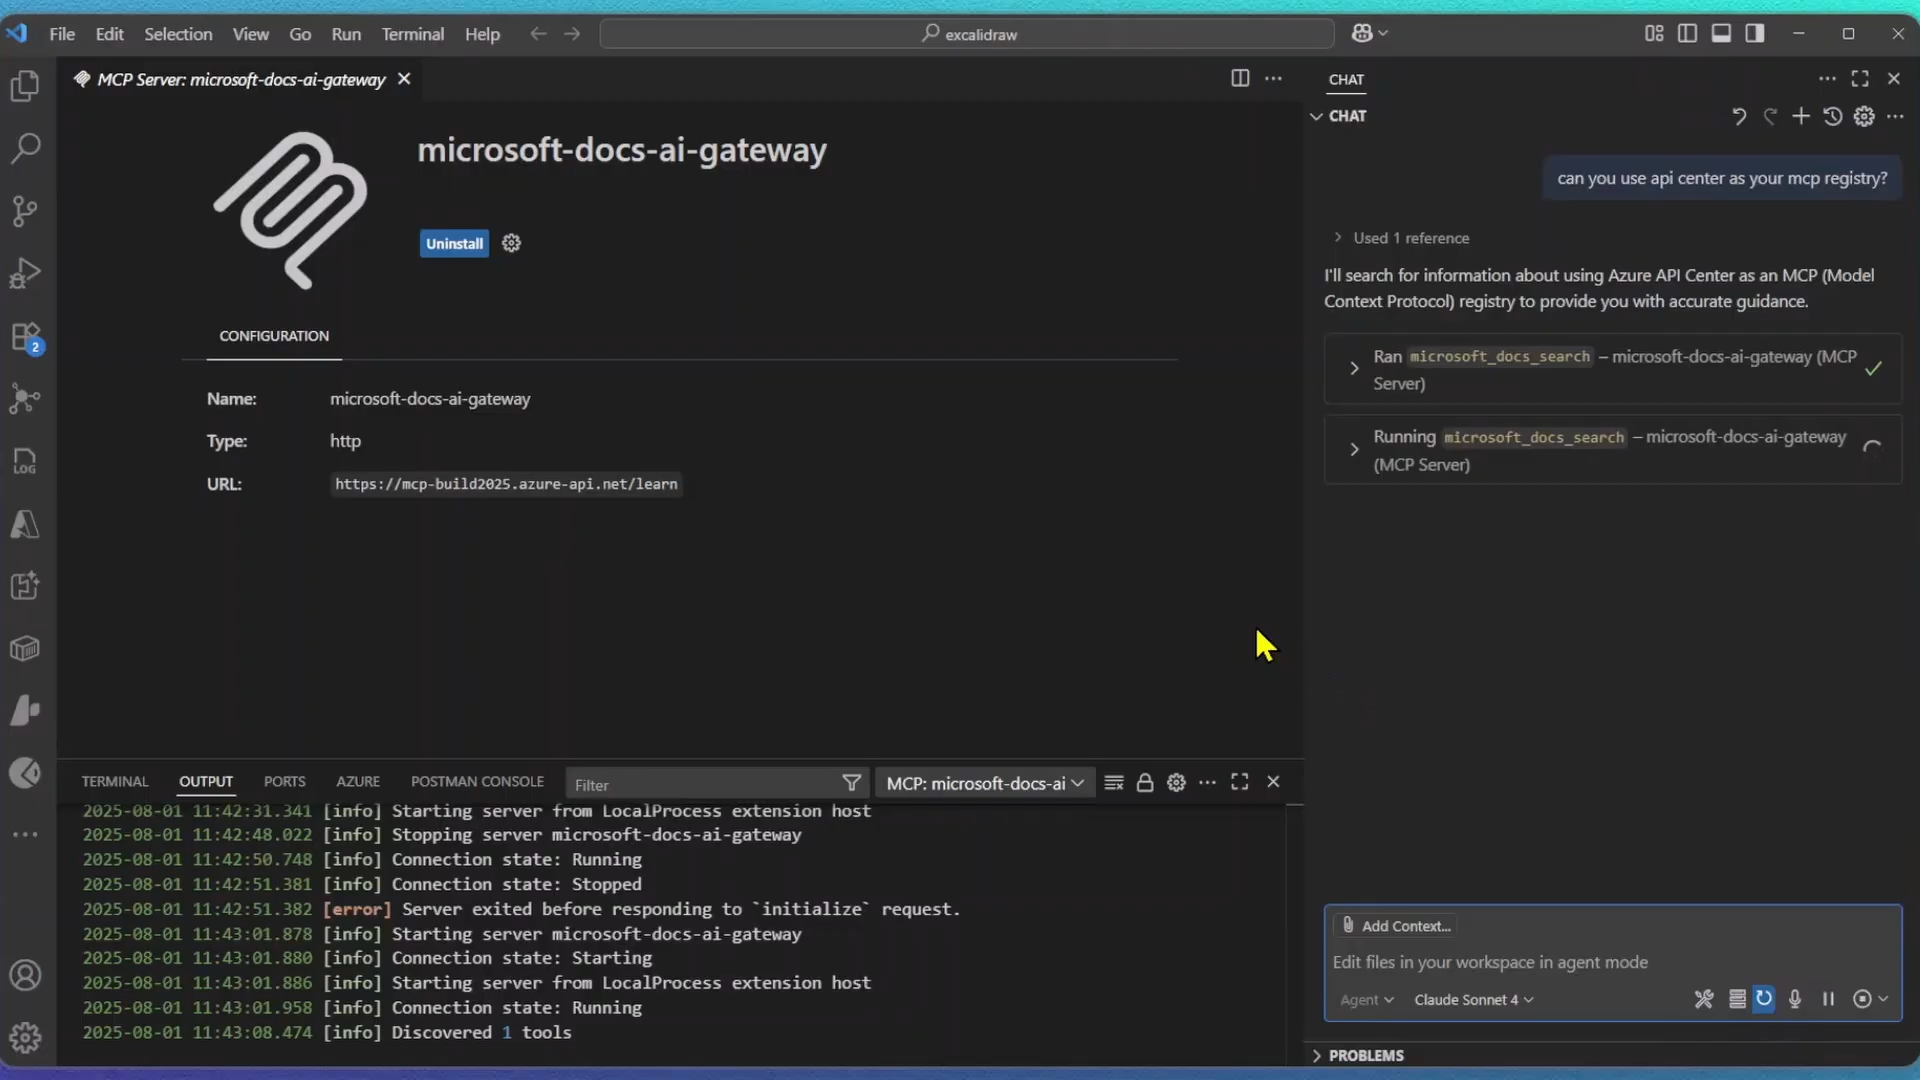 File Edit Selection View Go Run Terminal Help
excalidraw
MCP Server: microsoft-docs-ai-gateway
microsoft-docs-ai-gateway
Uninstall
CONFIGURATION
Name: microsoft-docs-ai-gateway
Type: http
URL: https://mcp-build2025.azure-api.net/learn
2
LOG
TERMINAL OUTPUT PORTS AZURE POSTMAN CONSOLE Filter MCP: microsoft-docs-ai
2025-08-01 11:42:31.341 [info] Starting server from LocalProcess extension host
2025-08-01 11:42:48.022 [info] Stopping server microsoft-docs-ai-gateway
2025-08-01 11:42:50.748 [info] Connection state: Running
2025-08-01 11:42:51.381 [info] Connection state: Stopped
2025-08-01 11:42:51.382 [error] Server exited before responding to `initialize` request.
2025-08-01 11:43:01.878 [info] Starting server microsoft-docs-ai-gateway
2025-08-01 11:43:01.880 [info] Connection state: Starting
2025-08-01 11:43:01.886 [info] Starting server from LocalProcess extension host
2025-08-01 11:43:01.958 [info] Connection state: Running
2025-08-01 11:43:08.474 [info] Discovered 1 tools
CHAT
CHAT
can you use api center as your mcp registry?
Used 1 reference
I'll search for information about using Azure API Center as an MCP (Model
Context Protocol) registry to provide you with accurate guidance.
Ran microsoft_docs_search – microsoft-docs-ai-gateway (MCP
Server)
Running microsoft_docs_search – microsoft-docs-ai-gateway
(MCP Server)
Add Context...
Edit files in your workspace in agent mode
Agent Claude Sonnet 4
PROBLEMS